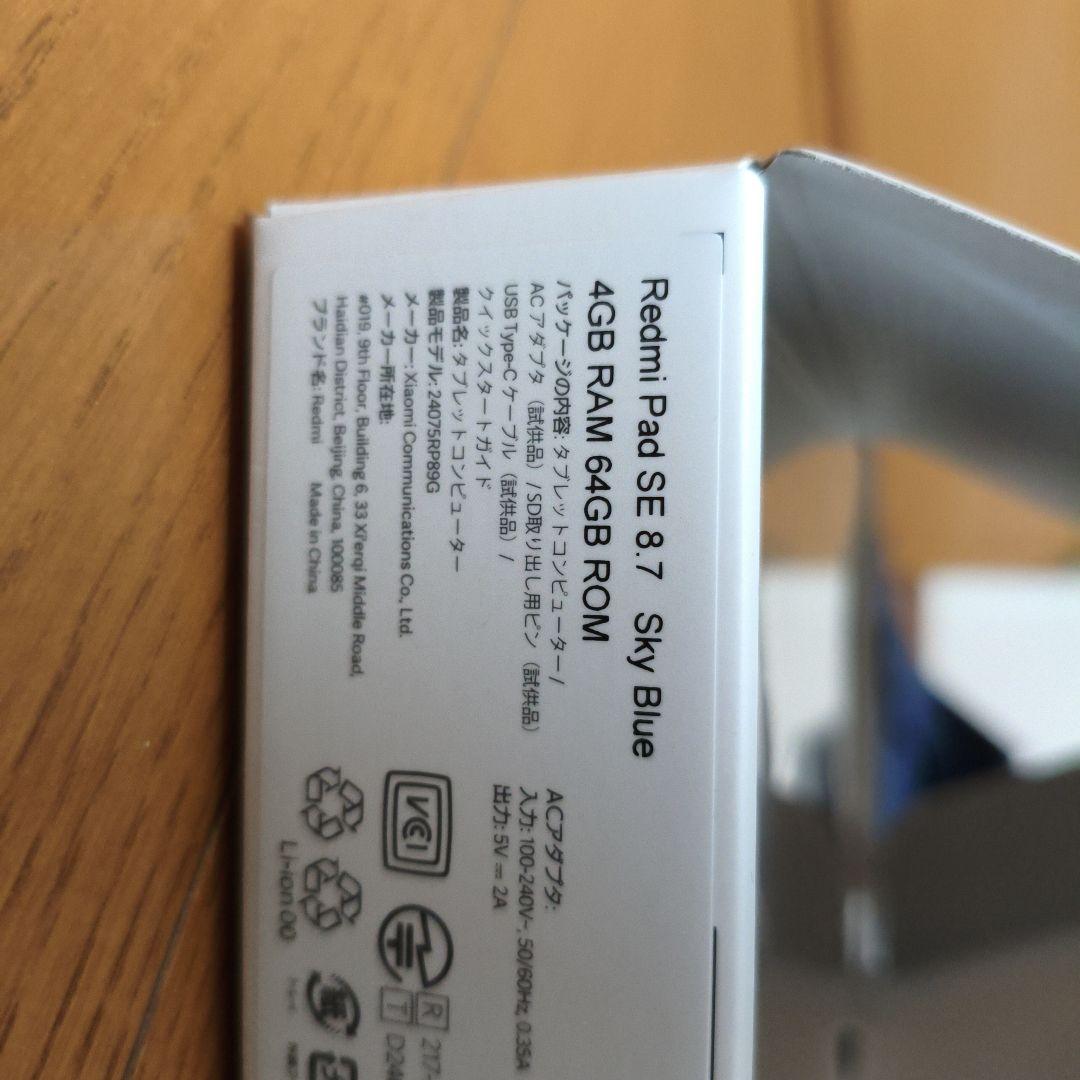 Redmi Pad SE 8.7 Sky Blue
4GB RAM 64GB ROM
パッケージの内容: タブレットコンピューター /
AC アダプタ（試供品）/ SD取り出し用ピン（試供品）
USB Type-C ケーブル（試供品）/
クイックスタートガイド
製品名: タブレットコンピューター
製品モデル: 24075RP89G
メーカー: Xiaomi Communications Co., Ltd.
メーカー所在地:
#019, 9th Floor, Building 6, 33 Xi'erqi Middle Road,
Haidian District, Beijing, China, 100085
ブランド名: Redmi Made in China
ACアダプタ:
入力: 100-240V~, 50/60Hz, 0.35A
出力: 5V⎓2A
VCCI
R 217-
T D24
Li-ion 00